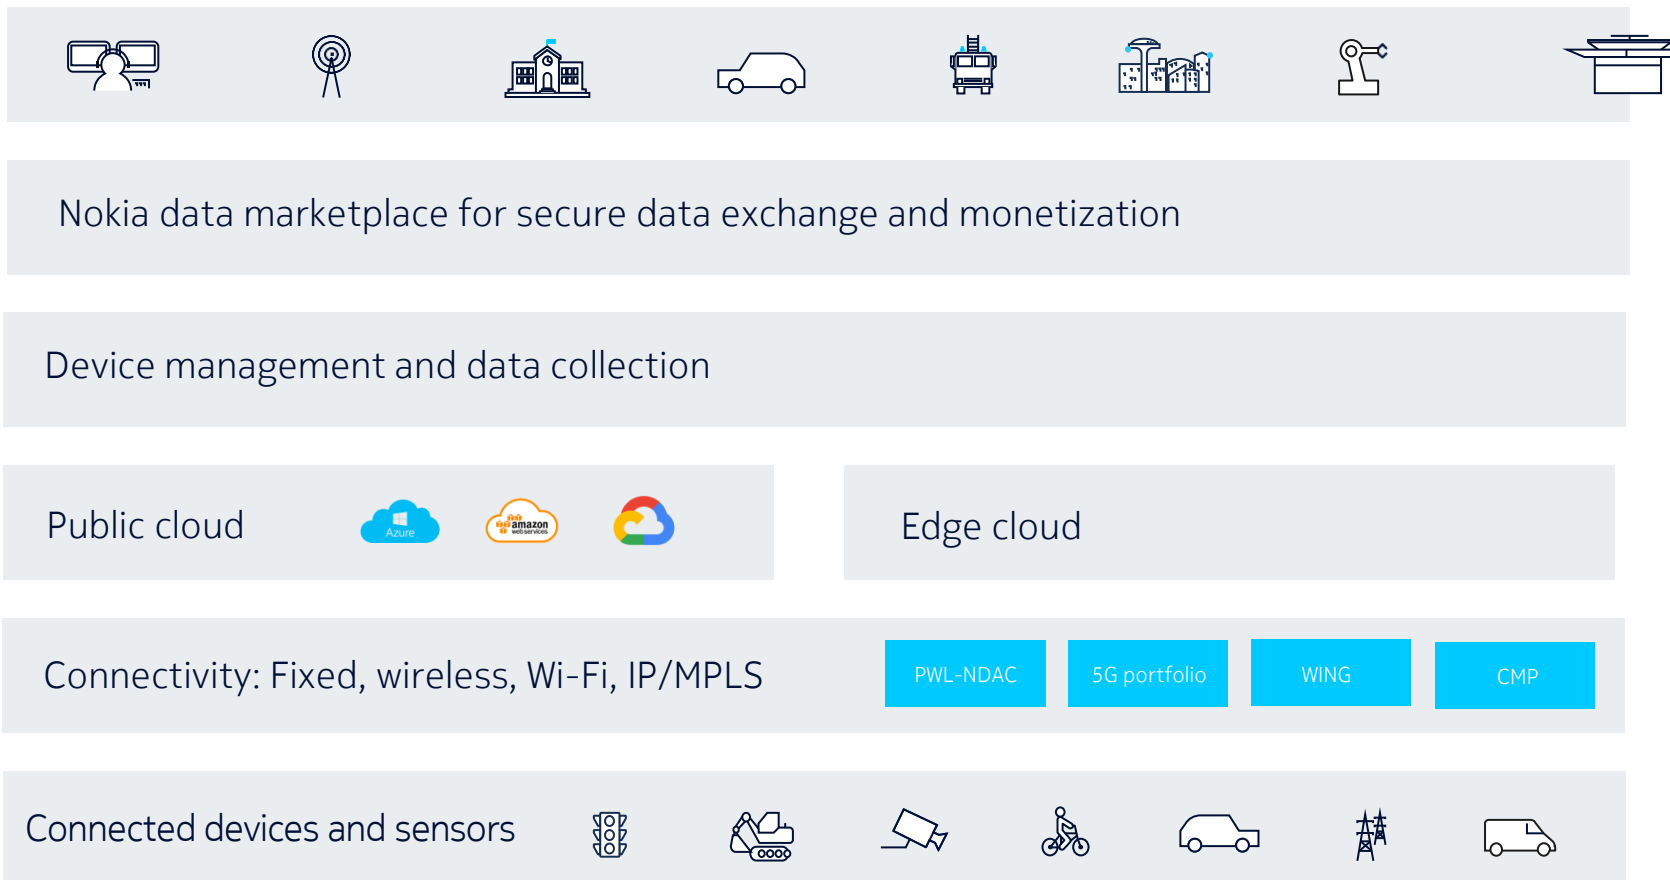 Nokia data marketplace for secure data exchange and monetization
Device management and data collection
Public cloud
Azure
amazon
web services
Edge cloud
Connectivity: Fixed, wireless, Wi-Fi, IP/MPLS
PWL-NDAC
5G portfolio
WING
CMP
Connected devices and sensors